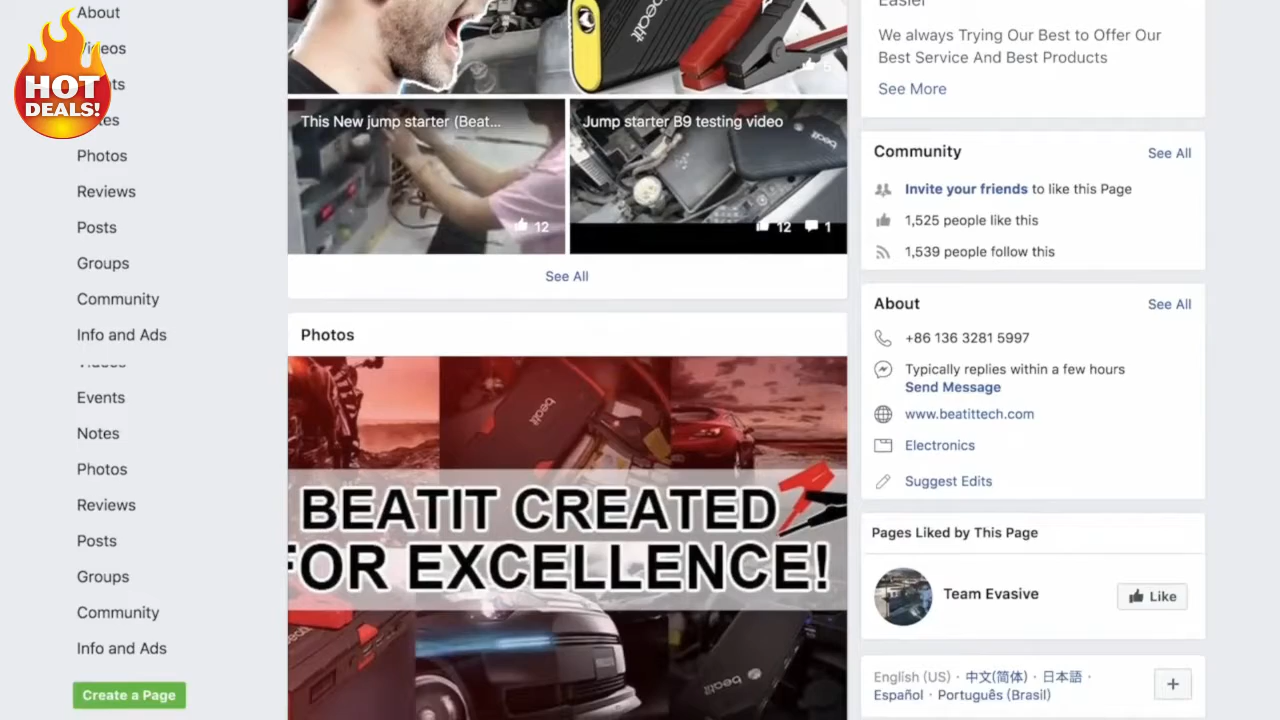 About
Videos
HOT
DEALS!
Photos
Reviews
Posts
Groups
Community
Info and Ads
Events
Notes
Photos
Reviews
Posts
Groups
Community
Info and Ads
Create a Page
beatit
6
This New jump starter (Beat...
12
Jump starter B9 testing video
beatit
12 1
See All
Photos
beatit
BEATIT CREATED
FOR EXCELLENCE!
beatit
Easier
We always Trying Our Best to Offer Our
Best Service And Best Products
See More
Community
See All
Invite your friends to like this Page
1,525 people like this
1,539 people follow this
About
See All
+86 136 3281 5997
Typically replies within a few hours
Send Message
www.beatittech.com
Electronics
Suggest Edits
Pages Liked by This Page
Team Evasive
Like
English (US) · 中文(简体) · 日本語 ·
Español · Português (Brasil)
+